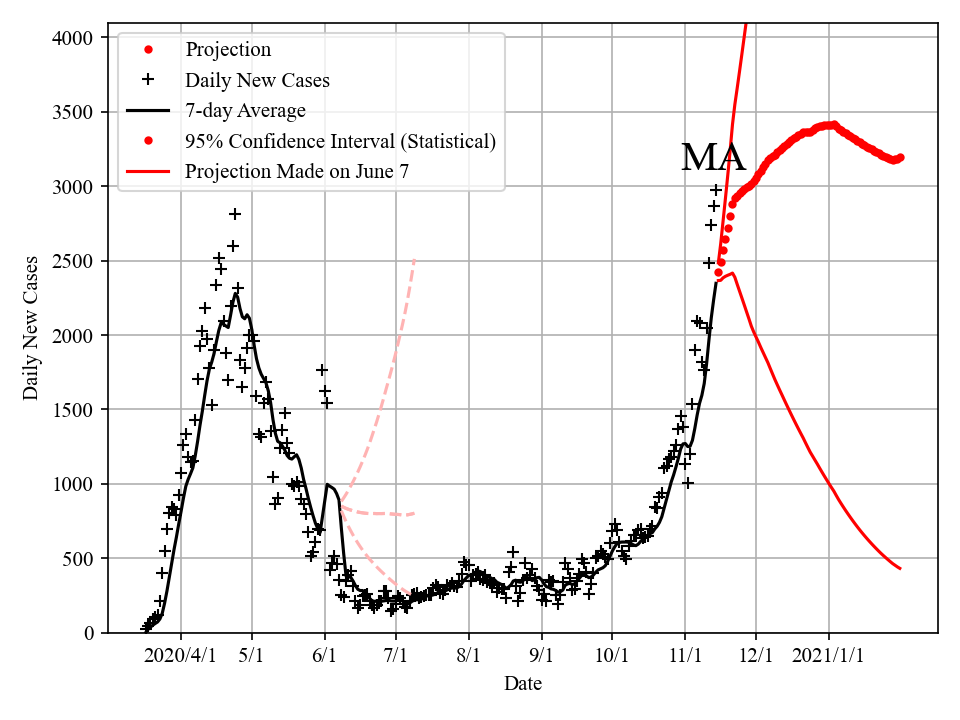 Projection
Daily New Cases
7-day Average
95% Confidence Interval (Statistical)
Projection Made on June 7
MA
Daily New Cases
4000
3500
3000
2500
2000
1500
1000
500
0
2020/4/1 5/1 6/1 7/1 8/1 9/1 10/1 11/1 12/1 2021/1/1
Date